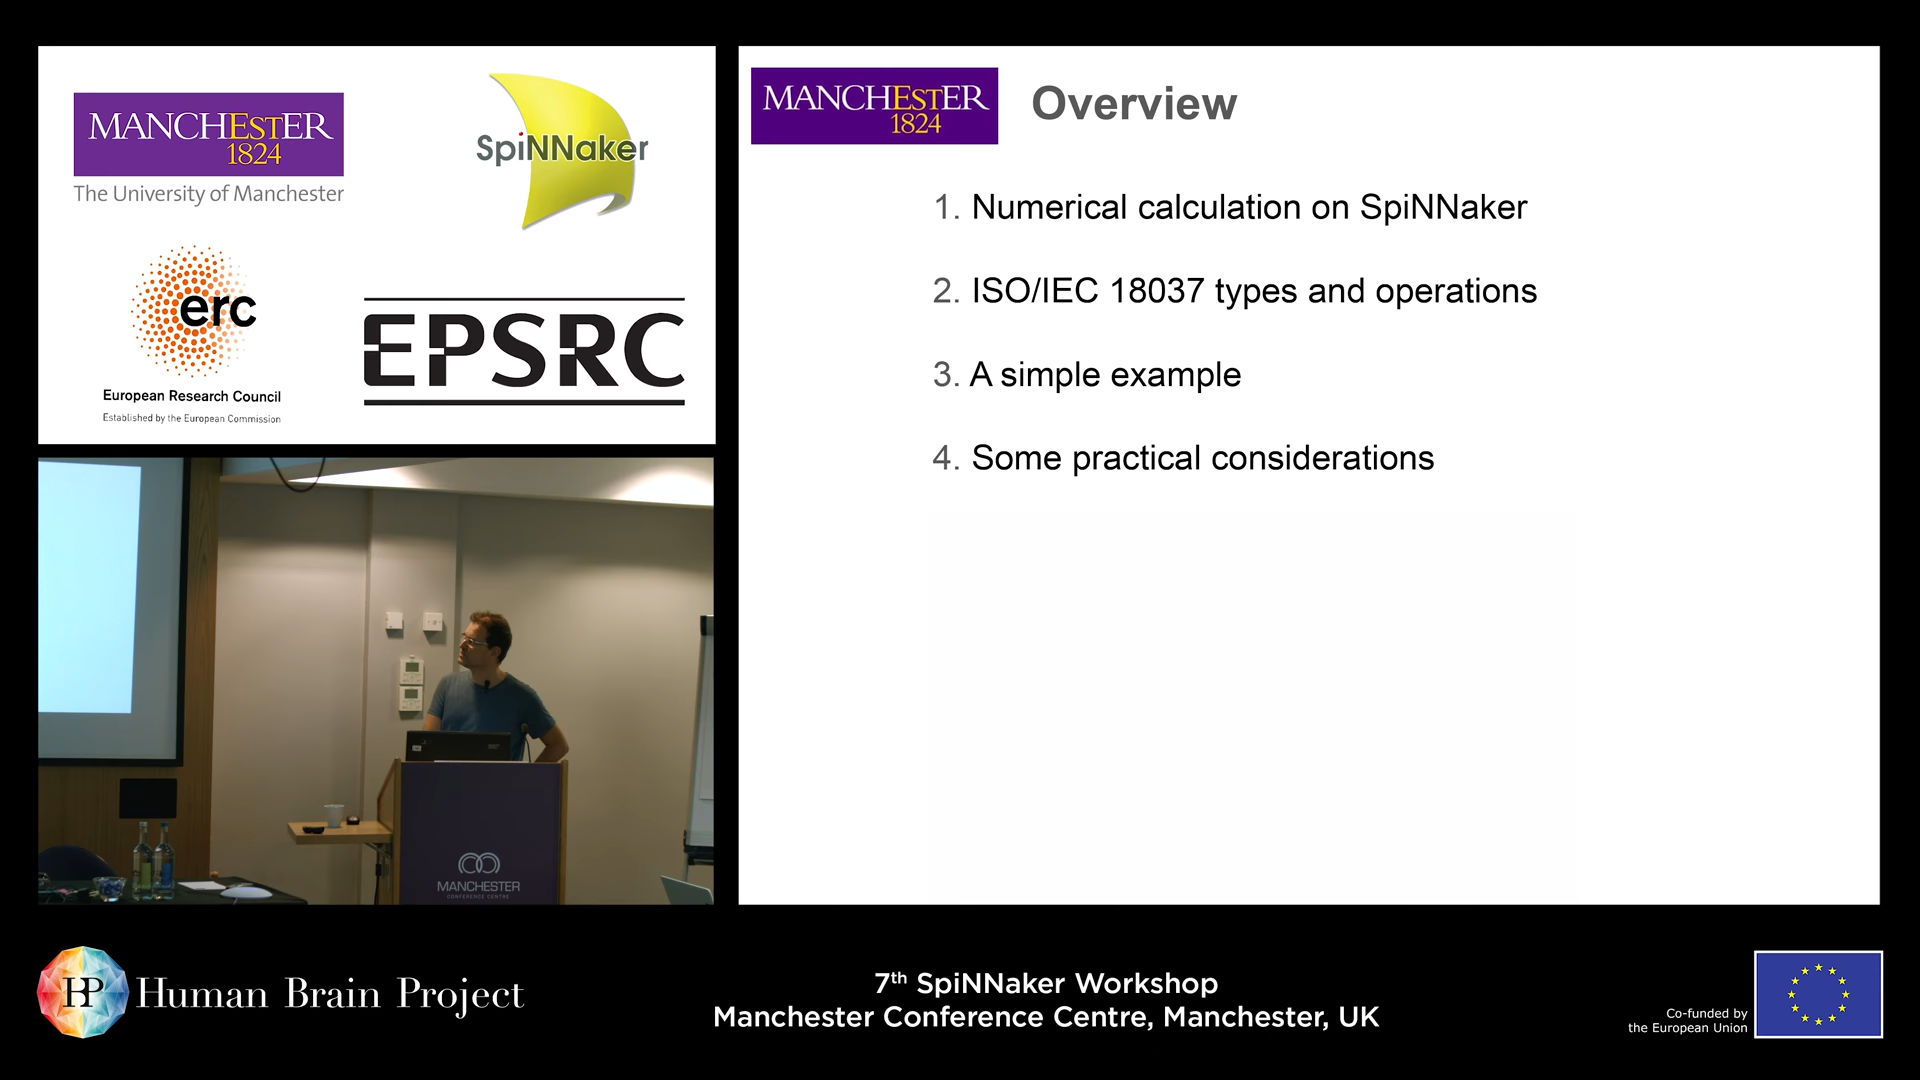 MANCHESTER
1824
The University of Manchester
SpiNNaker
erc
European Research Council
Established by the European Commission
EPSRC
MANCHESTER
1824
Overview
1. Numerical calculation on SpiNNaker
2. ISO/IEC 18037 types and operations
3. A simple example
4. Some practical considerations
MANCHESTER
CONFERENCE CENTRE
HBP Human Brain Project
7th SpiNNaker Workshop
Manchester Conference Centre, Manchester, UK
Co-funded by
the European Union